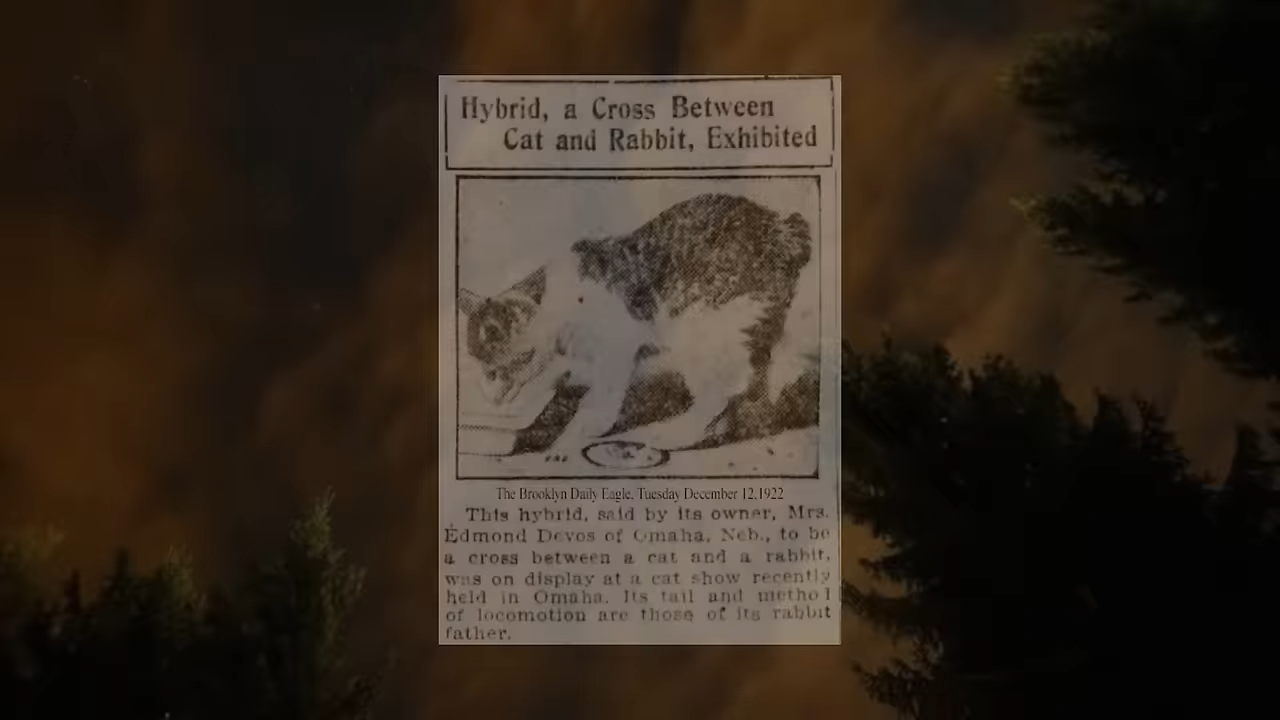 Hybrid, a Cross Between
Cat and Rabbit, Exhibited
The Brooklyn Daily Eagle, Tuesday December 12,1922
This hybrid, said by its owner, Mrs.
Edmond Devos of Omaha, Neb., to be
a cross between a cat and a rabbit,
was on display at a cat show recently
held in Omaha. Its tail and method
of locomotion are those of its rabbit
father.